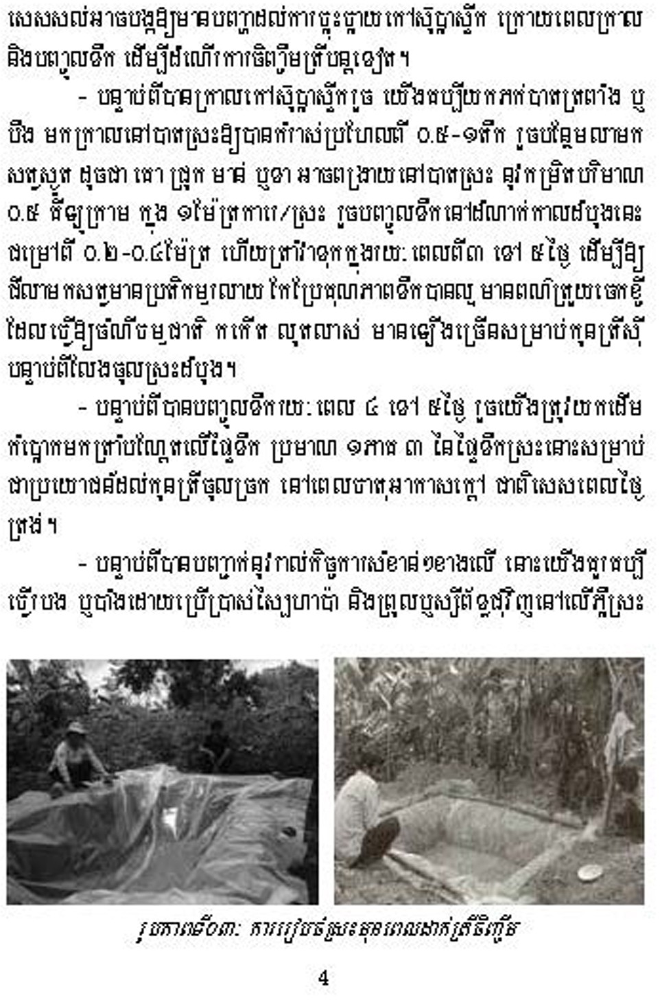 សេសសល់អាចបង្កឱ្យមានបញ្ហាដល់ការធ្លុះធ្លាយកៅស៊ូប្លាស្ទីក ក្រោយពេលក្រាល
និងបញ្ចូលទឹក ដើម្បីដំណើរការចិញ្ចឹមត្រីបន្តទៀត។
- បន្ទាប់ពីបានក្រាលកៅស៊ូប្លាស្ទីករួច យើងគប្បីយកភក់បាតត្រពាំង ឬ
បឹង មកក្រាលនៅបាតស្រះឱ្យបានកំរាស់ប្រហែលពី 0.៥-១តឹក រួចបន្ថែមលាមក
សត្វស្ងួត ដូចជា គោ ជ្រូក មាន់ ឬទា អាចពង្រាយនៅបាតស្រះ នូវកម្រិតបរិមាណ
0.៥ គីឡូក្រាម ក្នុង ១ម៉ែត្រការេ/ស្រះ រួចបញ្ចូលទឹកនៅដំណាក់កាលដំបូងនេះ
ជម្រៅពី 0.២-0.៤ម៉ែត្រ ហើយត្រាំវាទុកក្នុងរយៈពេលពី៣ ទៅ ៥ថ្ងៃ ដើម្បីឱ្យ
ជីលាមកសត្វមានប្រតិកម្មរលាយ កែប្រែគុណភាពទឹកបានល្អ មានពណ៌ត្រួយចេកខ្ចី
ដែលធ្វើឱ្យចំណីធម្មជាតិ កកើត លូតលាស់ មានឡើងច្រើនសម្រាប់កូនត្រីស៊ី
បន្ទាប់ពីលែងចូលស្រះដំបូង។
- បន្ទាប់ពីបានបញ្ចូលទឹករយៈពេល ៤ ទៅ ៥ថ្ងៃ រួចយើងត្រូវយកដើម
កំប្លោកមកត្រាំបណ្តែតលើផ្ទៃទឹក ប្រមាណ ១ភាគ ៣ នៃផ្ទៃទឹកស្រះនោះសម្រាប់
ជាប្រយោជន៍ដល់កូនត្រីចូលជ្រក នៅពេលធាតុអាកាសក្តៅ ជាពិសេសពេលថ្ងៃ
ត្រង់។
- បន្ទាប់ពីបានបញ្ជាក់នូវរាល់កិច្ចការសំខាន់ៗខាងលើ នោះយើងគួរគប្បី
ធ្វើរបង ឬបាំងដោយប្រើប្រាស់ស្បៃហាប៉ា និងព្រួលឬស្សីព័ទ្ធជុំវិញនៅលើភ្លឺស្រះ
រូបភាពទី០៣: ការរៀបចំស្រះមុនពេលដាក់ត្រីចិញ្ចឹម
4